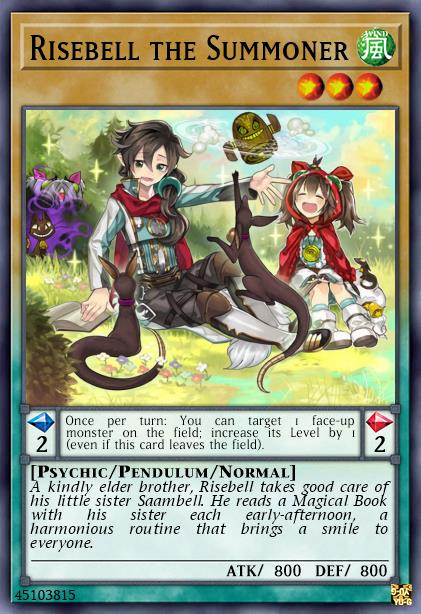 RISEBELL THE SUMMONER
WIND
風
Once per turn: You can target 1 face-up
monster on the field; increase its Level by 1
(even if this card leaves the field).
2
2
[PSYCHIC/PENDULUM/NORMAL]
A kindly elder brother, Risebell takes good care of
his little sister Saambell. He reads a Magical Book
with his sister each early-afternoon, a
harmonious routine that brings a smile to
everyone.
ATK/ 800 DEF/ 800
45103815